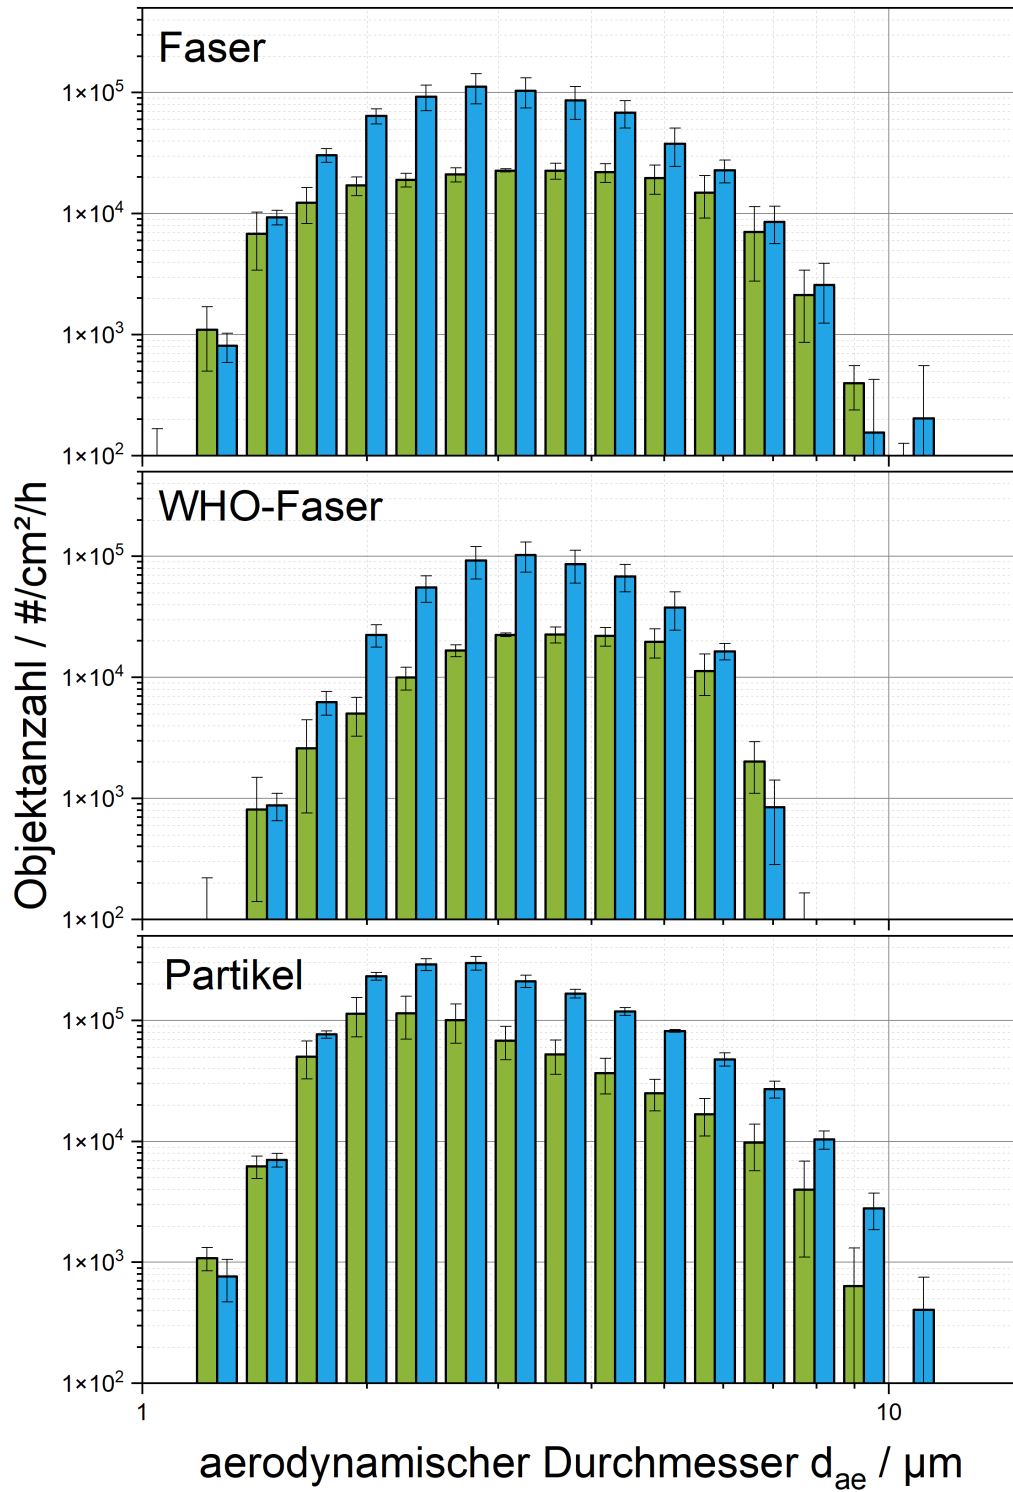 Faser
1×10⁵
1×10⁴
1×10³
1×10²
WHO-Faser
1×10⁵
1×10⁴
1×10³
1×10²
Partikel
1×10⁵
1×10⁴
1×10³
1×10²
Objektanzahl / #/cm²/h
1 10
aerodynamischer Durchmesser dₐₑ / µm